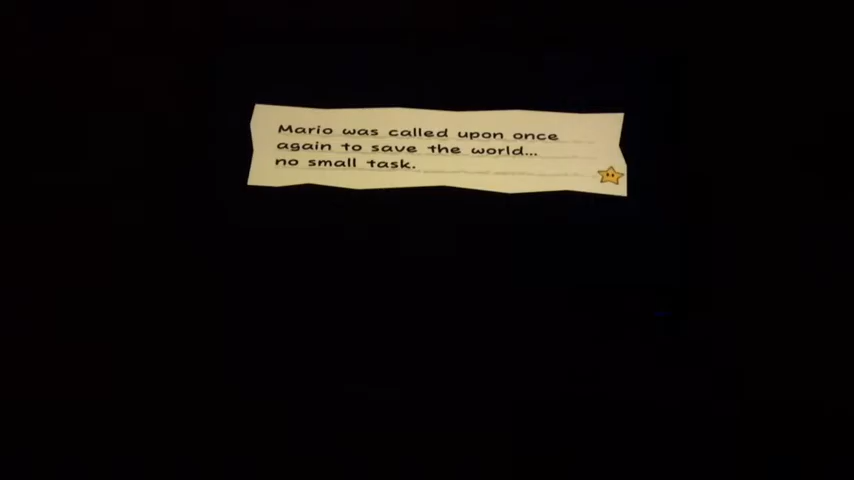 Mario was called upon once
again to save the world...
no small task.